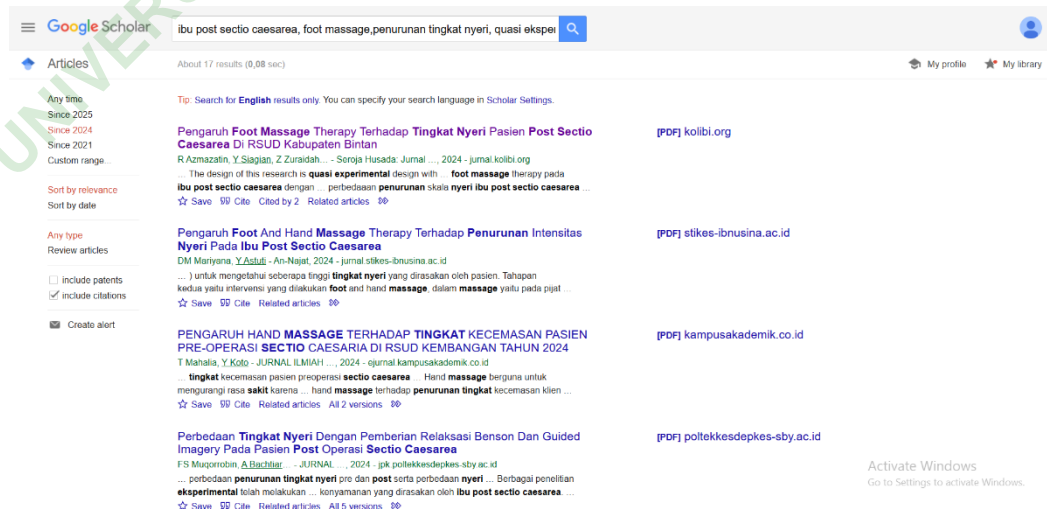 Google Scholar
ibu post sectio caesarea, foot massage,penurunan tingkat nyeri, quasi eksper
Articles
About 17 results (0,08 sec)
My profile
My library
Any time
Since 2025
Since 2024
Since 2021
Custom range...
Sort by relevance
Sort by date
Any type
Review articles
include patents
include citations
Create alert
Tip: Search for English results only. You can specify your search language in Scholar Settings.
Pengaruh Foot Massage Therapy Terhadap Tingkat Nyeri Pasien Post Sectio
Caesarea Di RSUD Kabupaten Bintan
[PDF] kolibi.org
R Azmazatin, Y Siagian, Z Zuraidah... - Seroja Husada: Jurnal ..., 2024 - jurnal.kolibi.org
... The design of this research is quasi experimental design with ... foot massage therapy pada
ibu post sectio caesarea dengan ... perbedaaan penurunan skala nyeri ibu post sectio caesarea ...
Save Cite Cited by 2 Related articles
Pengaruh Foot And Hand Massage Therapy Terhadap Penurunan Intensitas
Nyeri Pada Ibu Post Sectio Caesarea
[PDF] stikes-ibnusina.ac.id
DM Mariyana, Y Astuti - An-Najat, 2024 - jurnal.stikes-ibnusina.ac.id
... ) untuk mengetahui seberapa tinggi tingkat nyeri yang dirasakan oleh pasien. Tahapan
kedua yaitu intervensi yang dilakukan foot and hand massage, dalam massage yaitu pada pijat ...
Save Cite Related articles
PENGARUH HAND MASSAGE TERHADAP TINGKAT KECEMASAN PASIEN
PRE-OPERASI SECTIO CAESARIA DI RSUD KEMBANGAN TAHUN 2024
[PDF] kampusakademik.co.id
T Mahalia, Y Koto - JURNAL ILMIAH ..., 2024 - ejurnal.kampusakademik.co.id
... tingkat kecemasan pasien preoperasi sectio caesarea ... Hand massage berguna untuk
mengurangi rasa sakit karena ... hand massage terhadap penurunan tingkat kecemasan klien ...
Save Cite Related articles All 2 versions
Perbedaan Tingkat Nyeri Dengan Pemberian Relaksasi Benson Dan Guided
Imagery Pada Pasien Post Operasi Sectio Caesarea
[PDF] poltekkesdepkes-sby.ac.id
FS Muqorrobin, A Bachtiar... - JURNAL ..., 2024 - jpk.poltekkesdepkes-sby.ac.id
... perbedaan penurunan tingkat nyeri pre dan post serta perbedaan nyeri ... Berbagai penelitian
eksperimental telah melakukan ... kenyamanan yang dirasakan oleh ibu post sectio caesarea. ...
Save Cite Related articles All 5 versions
Activate Windows
Go to Settings to activate Windows.